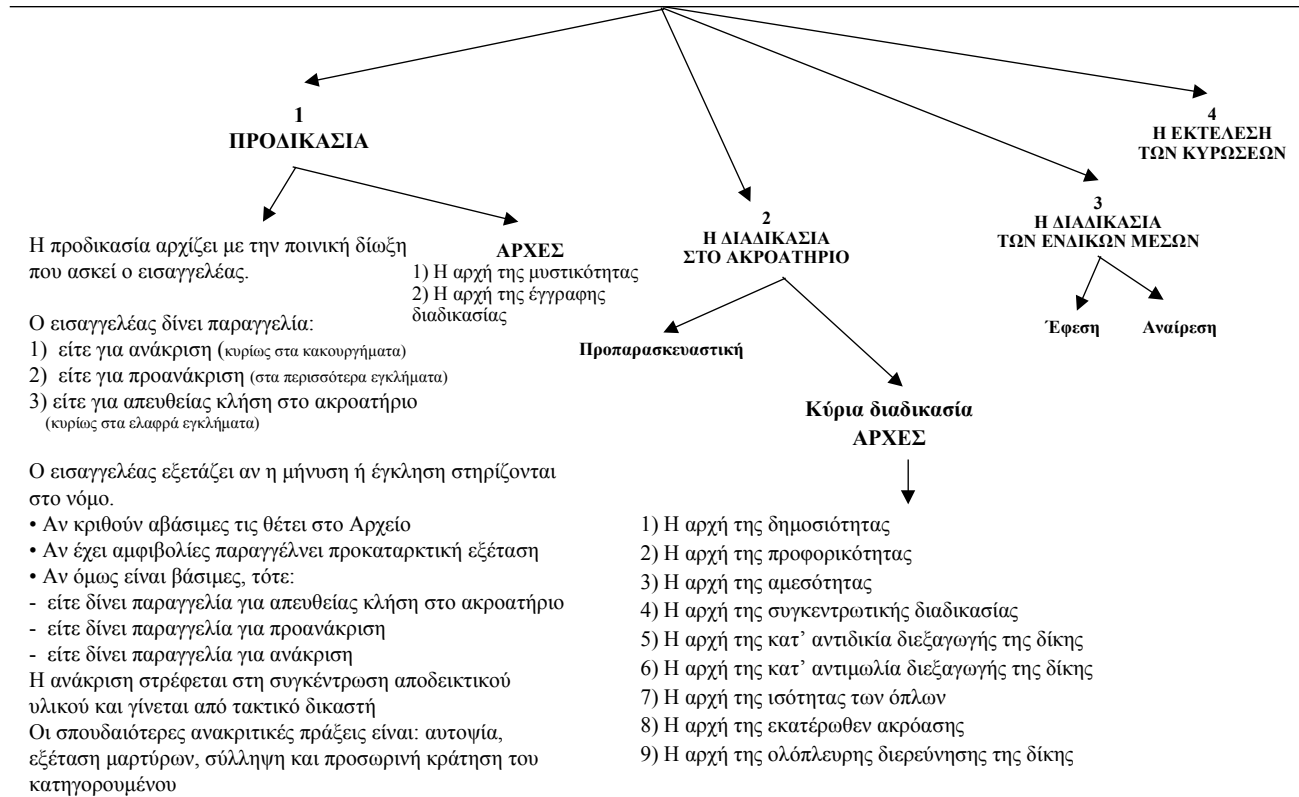 1
ΠΡΟΔΙΚΑΣΙΑ
Η προδικασία αρχίζει με την ποινική δίωξη
που ασκεί ο εισαγγελέας.
Ο εισαγγελέας δίνει παραγγελία:
1) είτε για ανάκριση (κυρίως στα κακουργήματα)
2) είτε για προανάκριση (στα περισσότερα εγκλήματα)
3) είτε για απευθείας κλήση στο ακροατήριο
(κυρίως στα ελαφρά εγκλήματα)
Ο εισαγγελέας εξετάζει αν η μήνυση ή έγκληση στηρίζονται
στο νόμο.
• Αν κριθούν αβάσιμες τις θέτει στο Αρχείο
• Αν έχει αμφιβολίες παραγγέλνει προκαταρκτική εξέταση
• Αν όμως είναι βάσιμες, τότε:
- είτε δίνει παραγγελία για απευθείας κλήση στο ακροατήριο
- είτε δίνει παραγγελία για προανάκριση
- είτε δίνει παραγγελία για ανάκριση
Η ανάκριση στρέφεται στη συγκέντρωση αποδεικτικού
υλικού και γίνεται από τακτικό δικαστή
Οι σπουδαιότερες ανακριτικές πράξεις είναι: αυτοψία,
εξέταση μαρτύρων, σύλληψη και προσωρινή κράτηση του
κατηγορουμένου
ΑΡΧΕΣ
1) Η αρχή της μυστικότητας
2) Η αρχή της έγγραφης
διαδικασίας
2
Η ΔΙΑΔΙΚΑΣΙΑ
ΣΤΟ ΑΚΡΟΑΤΗΡΙΟ
Προπαρασκευαστική
Κύρια διαδικασία
ΑΡΧΕΣ
1) Η αρχή της δημοσιότητας
2) Η αρχή της προφορικότητας
3) Η αρχή της αμεσότητας
4) Η αρχή της συγκεντρωτικής διαδικασίας
5) Η αρχή της κατ’ αντιδικία διεξαγωγής της δίκης
6) Η αρχή της κατ’ αντιμωλία διεξαγωγής της δίκης
7) Η αρχή της ισότητας των όπλων
8) Η αρχή της εκατέρωθεν ακρόασης
9) Η αρχή της ολόπλευρης διερεύνησης της δίκης
3
Η ΔΙΑΔΙΚΑΣΙΑ
ΤΩΝ ΕΝΔΙΚΩΝ ΜΕΣΩΝ
Έφεση
Αναίρεση
4
Η ΕΚΤΕΛΕΣΗ
ΤΩΝ ΚΥΡΩΣΕΩΝ